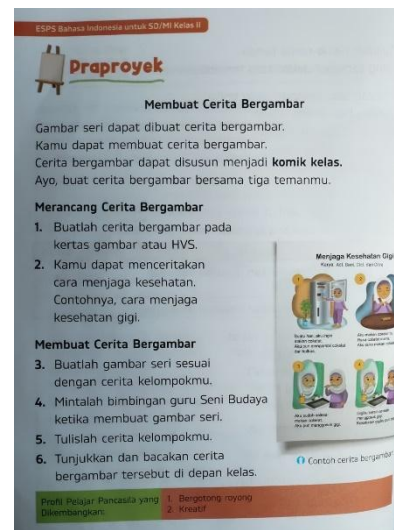 ESPS Bahasa Indonesia untuk SD/MI Kelas II
Praproyek
Membuat Cerita Bergambar
Gambar seri dapat dibuat cerita bergambar.
Kamu dapat membuat cerita bergambar.
Cerita bergambar dapat disusun menjadi komik kelas.
Ayo, buat cerita bergambar bersama tiga temanmu.
Merancang Cerita Bergambar
1. Buatlah cerita bergambar pada
kertas gambar atau HVS.
2. Kamu dapat menceritakan
cara menjaga kesehatan.
Contohnya, cara menjaga
kesehatan gigi.
Membuat Cerita Bergambar
3. Buatlah gambar seri sesuai
dengan cerita kelompokmu.
4. Mintalah bimbingan guru Seni Budaya
ketika membuat gambar seri.
5. Tulislah cerita kelompokmu.
6. Tunjukkan dan bacakan cerita
bergambar tersebut di depan kelas.
Menjaga Kesehatan Gigi
Contoh cerita bergambar
Profil Pelajar Pancasila yang
Dikembangkan:
1. Bergotong royong
2. Kreatif